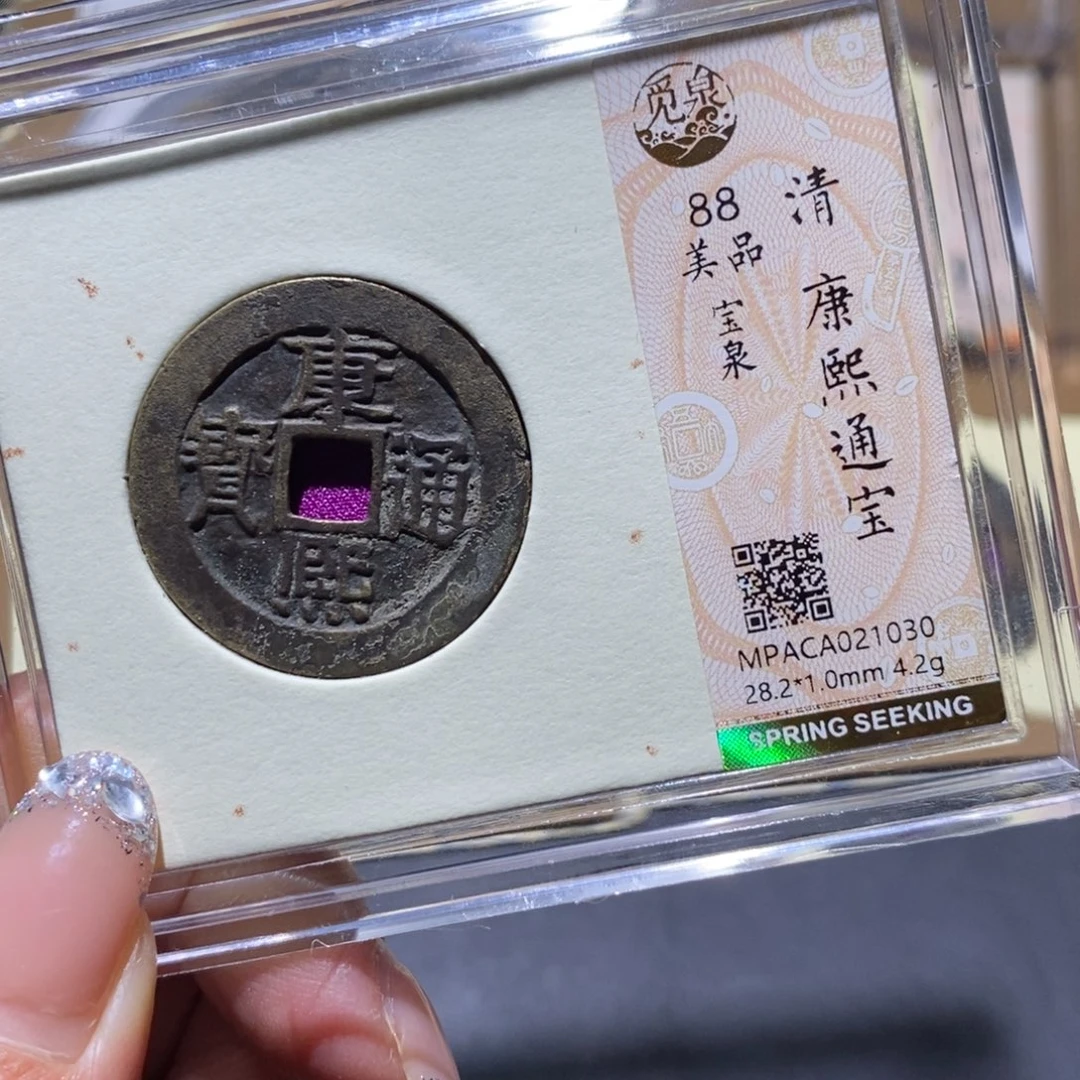 觅泉
清 康熙通宝
88
美品
宝泉
MPACA021030
28.2*1.0mm 4.2g
SPRING SEEKING
康熙通寶